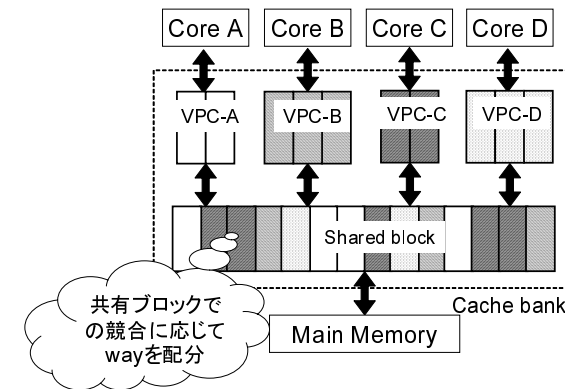 Core A
Core B
Core C
Core D
VPC-A
VPC-B
VPC-C
VPC-D
Shared block
共有ブロックで
の競合に応じて
wayを配分
Cache bank
Main Memory